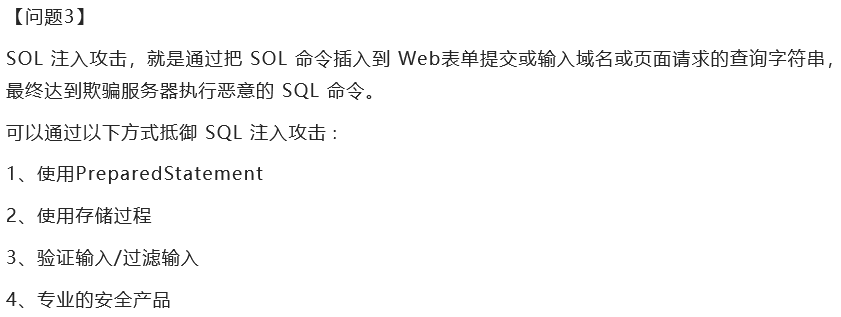 【问题3】
SOL 注入攻击，就是通过把 SOL 命令插入到 Web表单提交或输入域名或页面请求的查询字符串，
最终达到欺骗服务器执行恶意的 SQL 命令。
可以通过以下方式抵御 SQL 注入攻击：
1、使用PreparedStatement
2、使用存储过程
3、验证输入/过滤输入
4、专业的安全产品